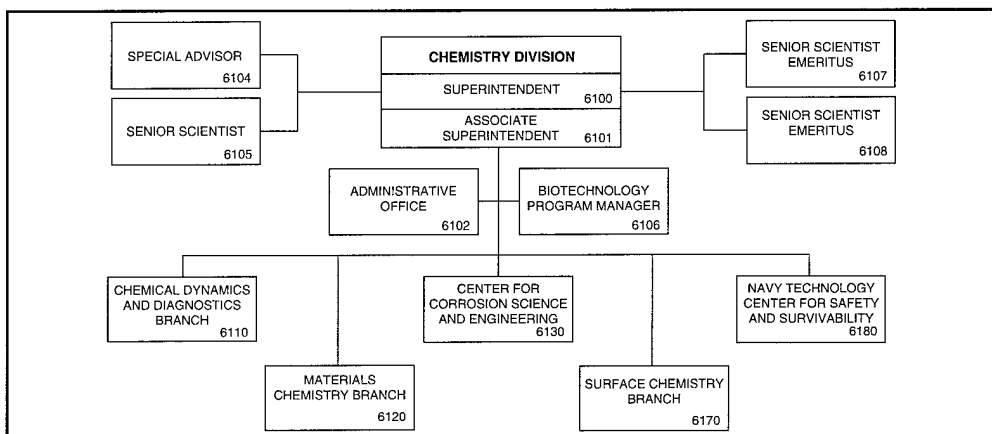 SPECIAL ADVISOR
6104
SENIOR SCIENTIST
6105
CHEMISTRY DIVISION
SUPERINTENDENT
6100
ASSOCIATE
SUPERINTENDENT
6101
SENIOR SCIENTIST
EMERITUS
6107
SENIOR SCIENTIST
EMERITUS
6108
ADMINISTRATIVE
OFFICE
6102
BIOTECHNOLOGY
PROGRAM MANAGER
6106
CHEMICAL DYNAMICS
AND DIAGNOSTICS
BRANCH
6110
CENTER FOR
CORROSION SCIENCE
AND ENGINEERING
6130
NAVY TECHNOLOGY
CENTER FOR SAFETY
AND SURVIVABILITY
6180
MATERIALS
CHEMISTRY BRANCH
6120
SURFACE CHEMISTRY
BRANCH
6170